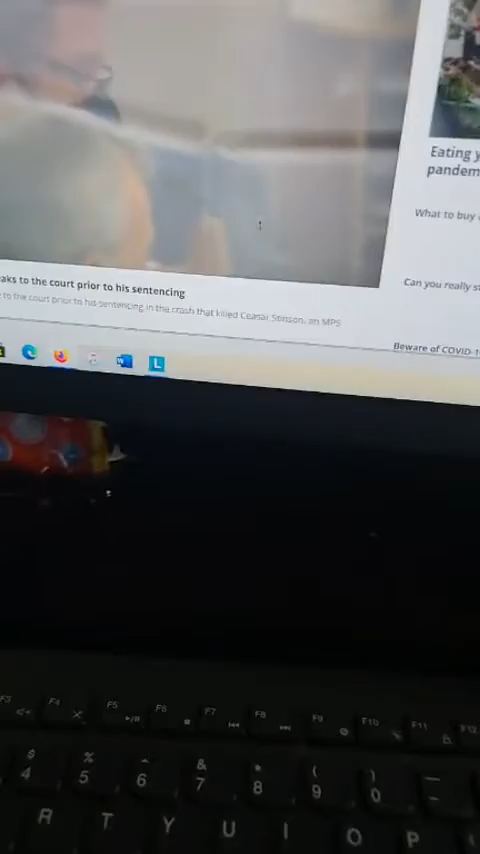 Eating y
pandem
What to buy
Can you really s
aks to the court prior to his sentencing
to the court prior to his sentencing in the crash that killed Ceasar Stinson, an MPS
Beware of COVID-1
W L
F3 F4 F5 F6 F7 F8 F9 F10 F11 F12
$ % ^ & * ( ) —
4 5 6 7 8 9 0 -
R T Y U I O P